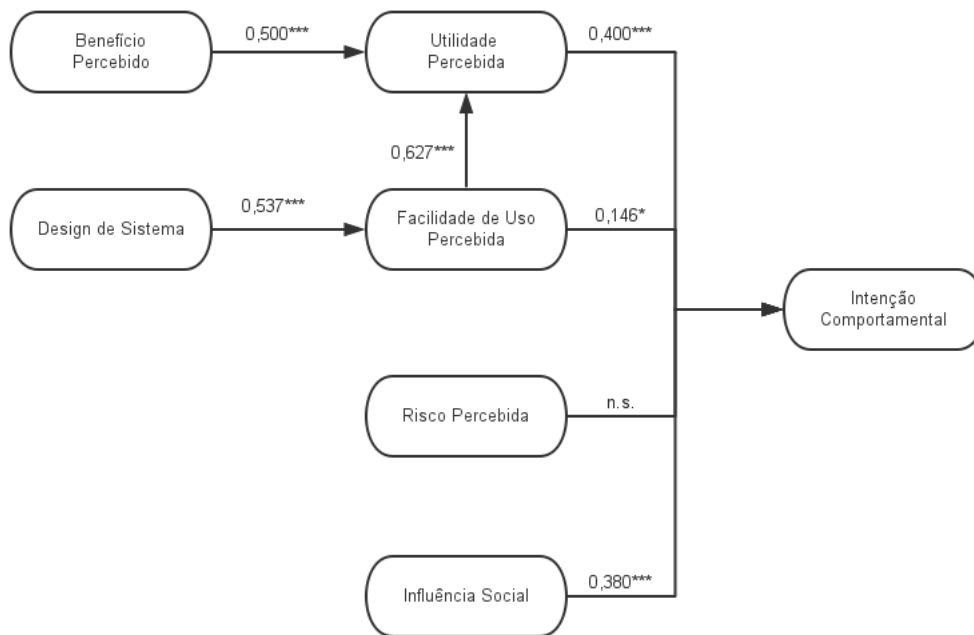 Benefício
Percebido
0,500***
Utilidade
Percebida
0,400***
0,627***
Design de Sistema
0,537***
Facilidade de Uso
Percebida
0,146*
Intenção
Comportamental
Risco Percebida
n.s.
Influência Social
0,380***